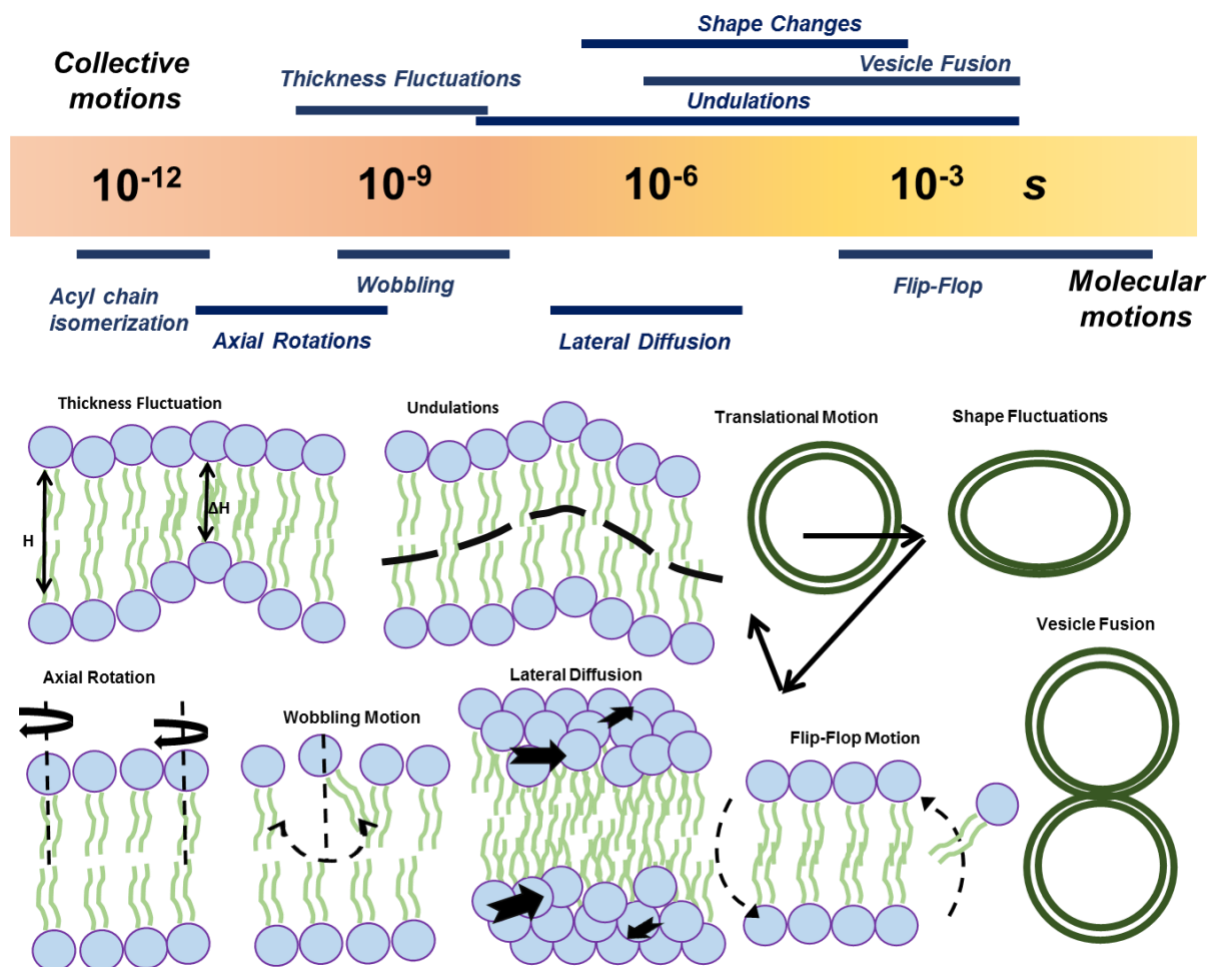 Shape Changes
Collective
motions
Vesicle Fusion
Thickness Fluctuations
Undulations
10-12
10-9
10-6
10-3
s
Acyl chain
isomerization
Wobbling
Flip-Flop
Molecular
motions
Axial Rotations
Lateral Diffusion
Thickness Fluctuation
Undulations
Translational Motion
Shape Fluctuations
H
ΔH
Vesicle Fusion
Axial Rotation
Lateral Diffusion
Wobbling Motion
Flip-Flop Motion